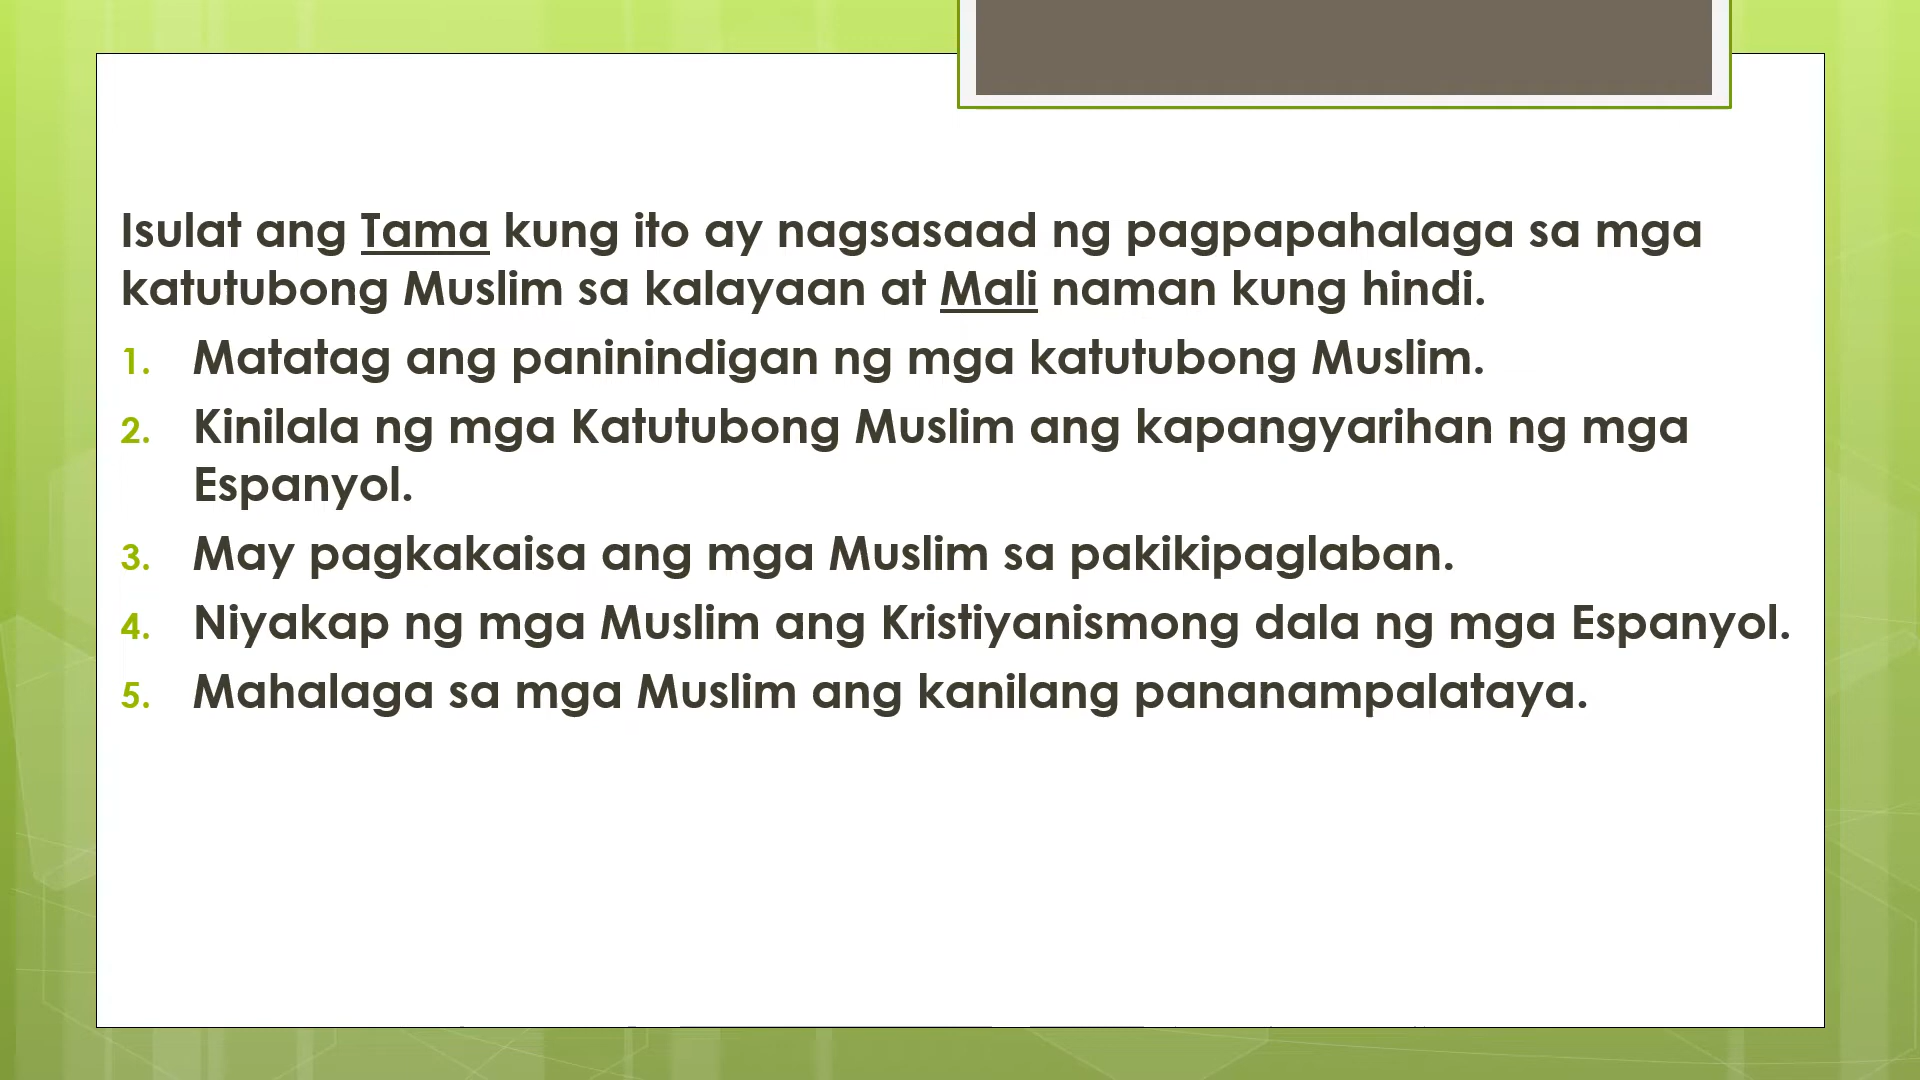 Isulat ang Tama kung ito ay nagsasaad ng pagpapahalaga sa mga
katutubong Muslim sa kalayaan at Mali naman kung hindi.
1. Matatag ang paninindigan ng mga katutubong Muslim.
2. Kinilala ng mga Katutubong Muslim ang kapangyarihan ng mga
Espanyol.
3. May pagkakaisa ang mga Muslim sa pakikipaglaban.
4. Niyakap ng mga Muslim ang Kristiyanismong dala ng mga Espanyol.
5. Mahalaga sa mga Muslim ang kanilang pananampalataya.